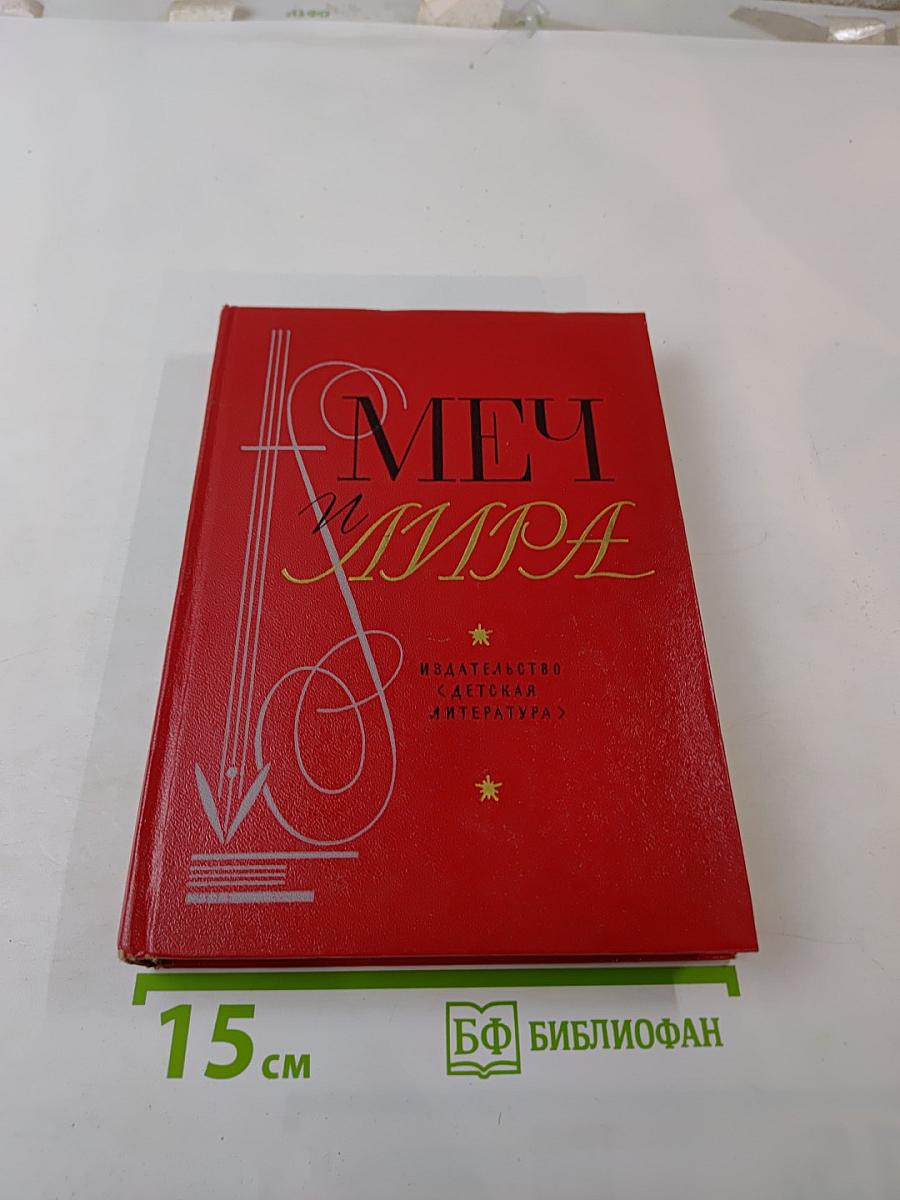 МЕЧ
И
ЛИРА
ИЗДАТЕЛЬСТВО
<ДЕТСКАЯ
ЛИТЕРАТУРА>
15 см
БФ БИБЛИОФАН